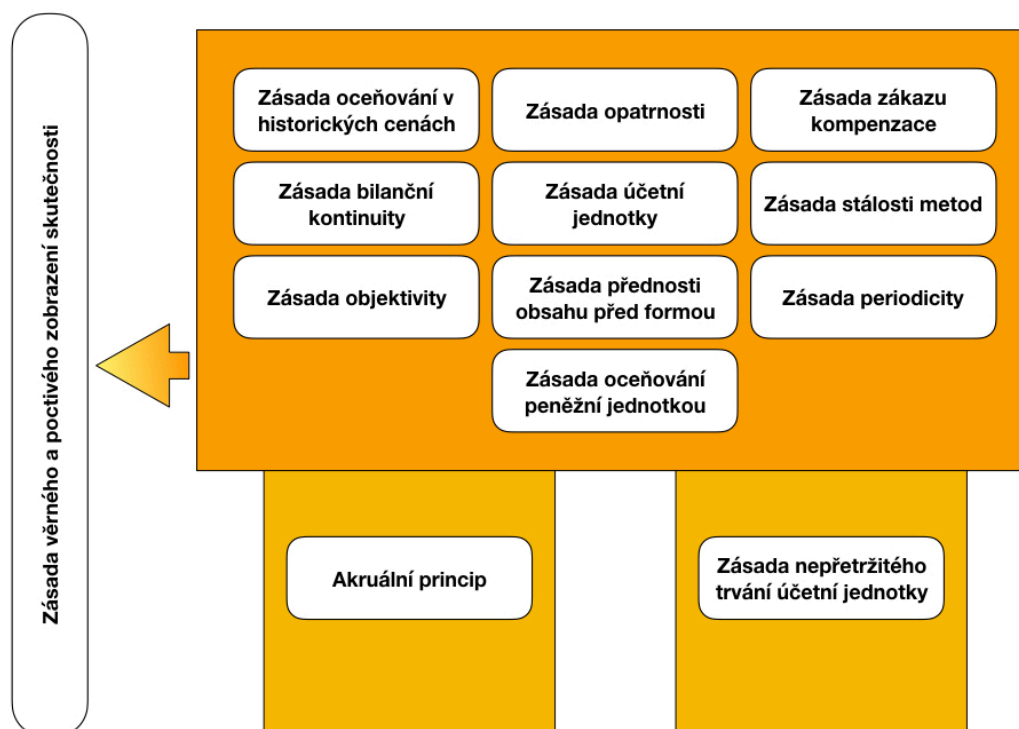 Zásada věrného a poctivého zobrazení skutečnosti
Zásada oceňování v
historických cenách
Zásada opatrnosti
Zásada zákazu
kompenzace
Zásada bilanční
kontinuity
Zásada účetní
jednotky
Zásada stálosti metod
Zásada objektivity
Zásada přednosti
obsahu před formou
Zásada periodicity
Zásada oceňování
peněžní jednotkou
Akruální princip
Zásada nepřetržitého
trvání účetní jednotky